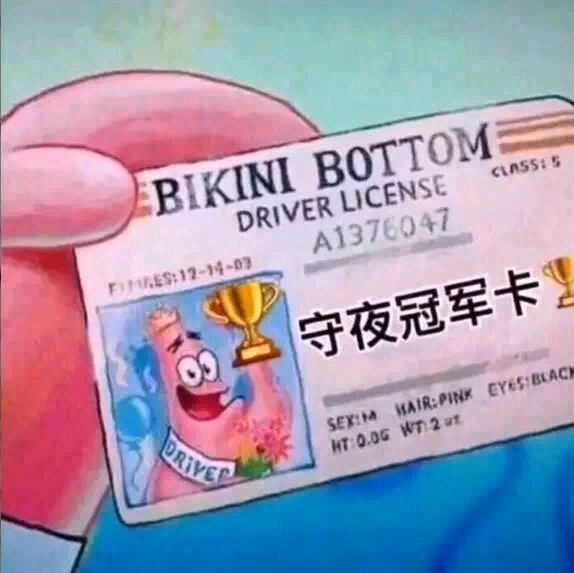 BIKINI BOTTOM
CLASS: 5
DRIVER LICENSE
A1376047
EXPIRES:12-14-03
守夜冠军卡
SEX:M HAIR:PINK EYES:BLACK
HT:0.06 WT:2 oz
DRIVER